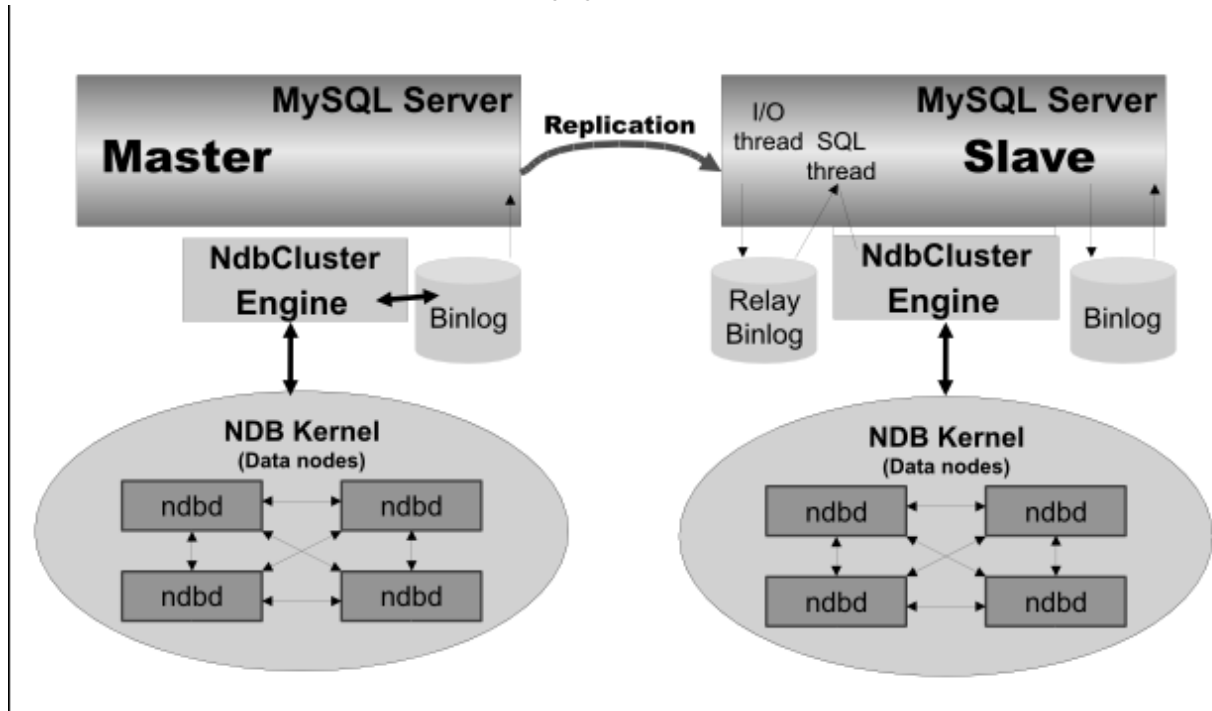 MySQL Server
Master
Replication
MySQL Server
I/O
thread
SQL
thread
Slave
NdbCluster
Engine
Binlog
Relay
Binlog
NdbCluster
Engine
Binlog
NDB Kernel
(Data nodes)
ndbd
ndbd
ndbd
ndbd
NDB Kernel
(Data nodes)
ndbd
ndbd
ndbd
ndbd